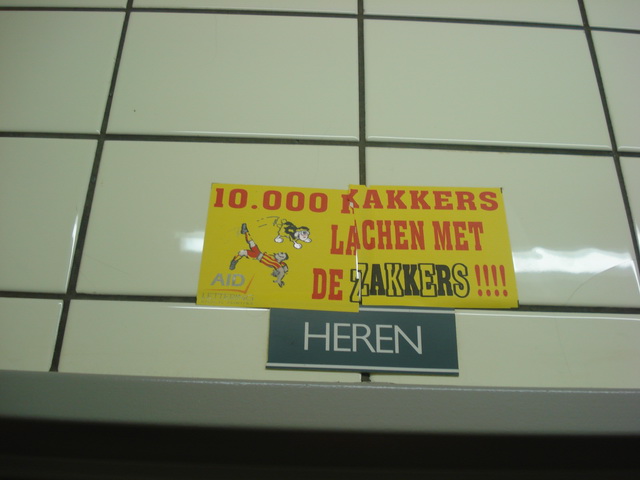 10.000 KAKKERS
LACHEN MET
DE ZAKKERS !!!!
AID
HEREN